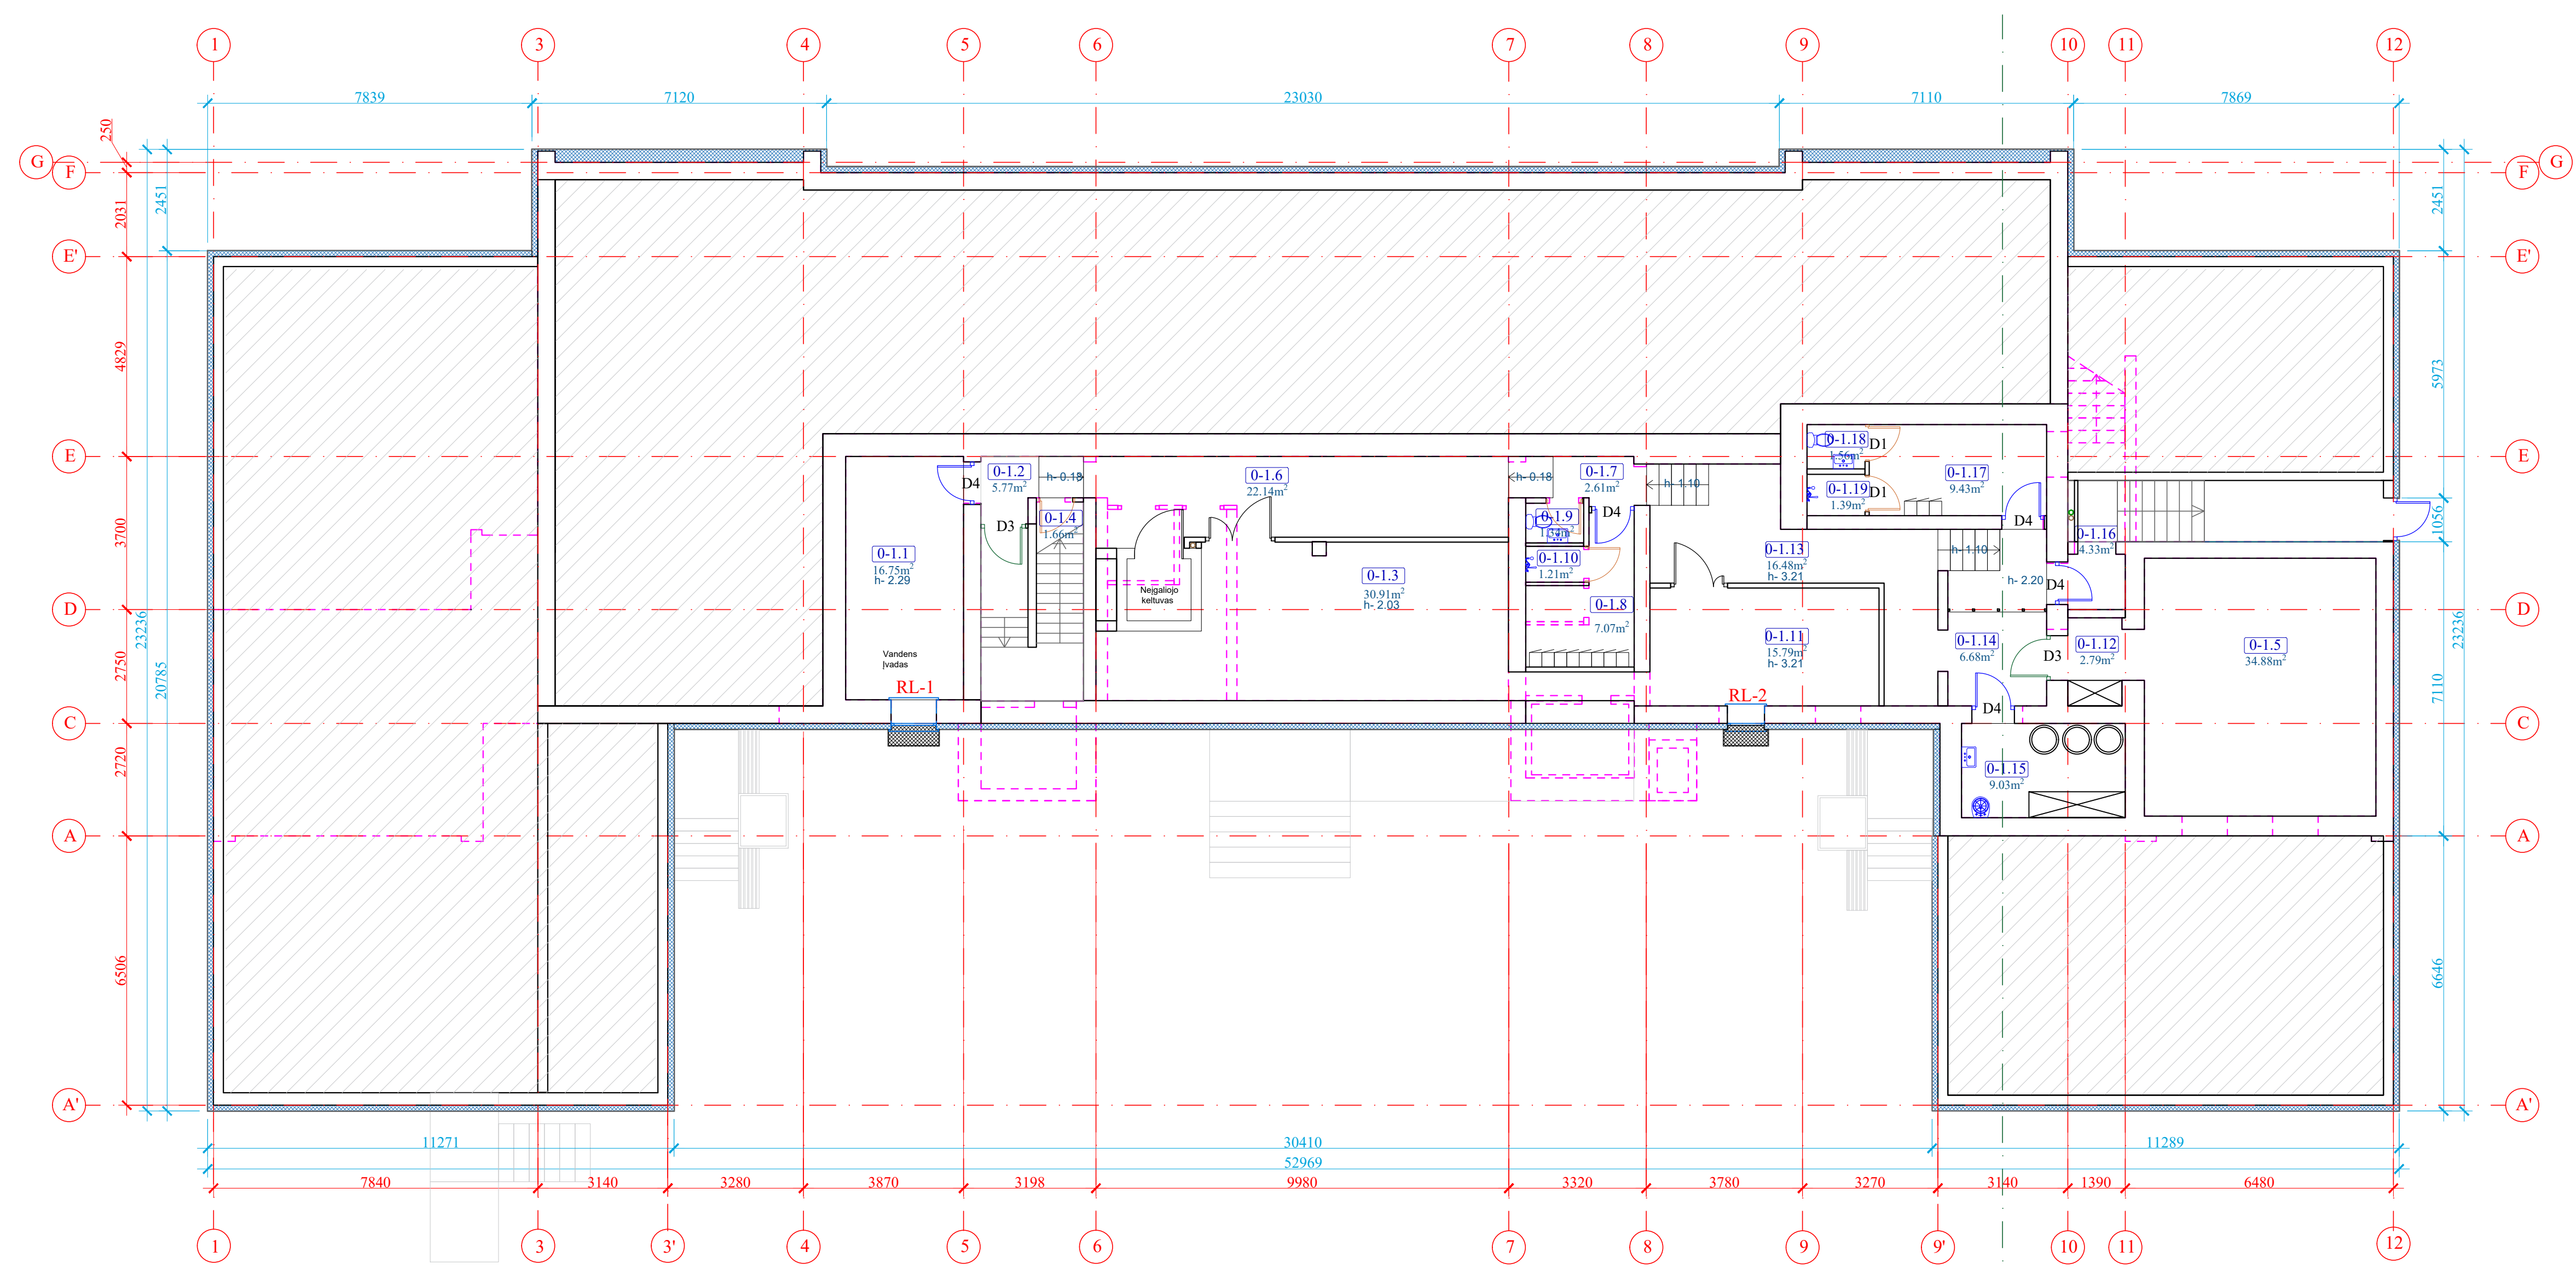 1 3 4 5 6 7 8 9 10 11 12
7839 7120 23030 7110 7869
250
G G
F F
2031 2451 2451
E' E'
4829 5973
E E
0-1.18 D1
1.56m²
0-1.2 h- 0.18 0-1.6 h- 0.18 0-1.7 h- 1.10 0-1.17
D4 5.77m² 22.14m² 2.61m² 9.43m²
0-1.19 D1
1.39m²
0-1.4 0-1.9 D4 D4
1.66m²
D3
3700 1056
0-1.16
4.33m²
0-1.1 0-1.10 0-1.13 h- 1.10
16.75m² 1.21m² 16.48m²
h- 2.29 h- 3.21
0-1.3 h- 2.20 D4
30.91m²
h- 2.03
Neįgaliojo
keltuvas
D D
23236 23236
0-1.8
7.07m²
0-1.11 0-1.14 0-1.12 0-1.5
15.79m² 6.68m² D3 2.79m² 34.88m²
h- 3.21
Vandens
Įvadas
2750 20785 7110
RL-1 RL-2
D4
C C
2720
0-1.15
9.03m²
A A
6506 6646
A' A'
11271 30410 11289
52969
7840 3140 3280 3870 3198 9980 3320 3780 3270 3140 1390 6480
1 3 3' 4 5 6 7 8 9 9' 10 11 12